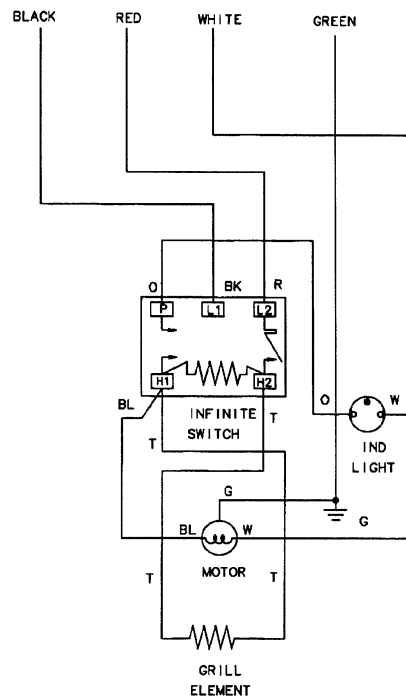 BLACK RED WHITE GREEN
O BK R
P L1 L2
H1 H2
BL INFINITE O W
T SWITCH T IND
LIGHT
G
BL W G
T MOTOR T
GRILL
ELEMENT